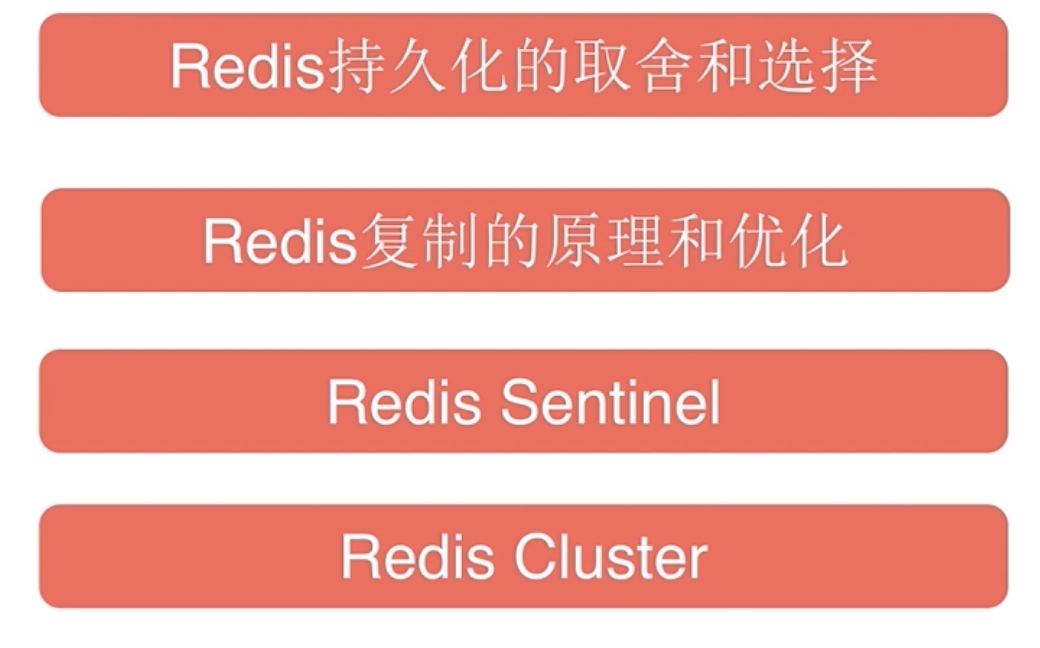 Redis持久化的取舍和选择
Redis复制的原理和优化
Redis Sentinel
Redis Cluster